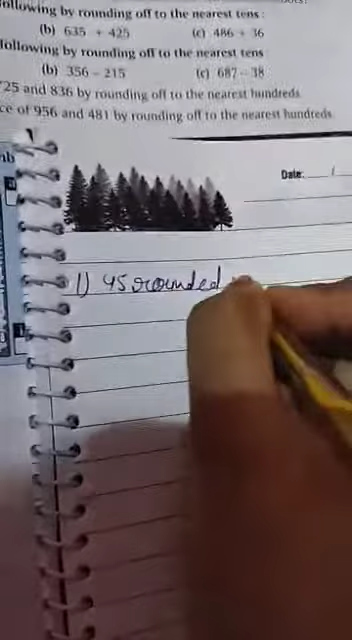 following by rounding off to the nearest tens :
(b) 635 + 425 (c) 486 + 36
following by rounding off to the nearest tens
(b) 356 – 215 (c) 687 – 38
725 and 836 by rounding off to the nearest hundreds.
ce of 956 and 481 by rounding off to the nearest hundreds.
Date:
1) 45 rounded